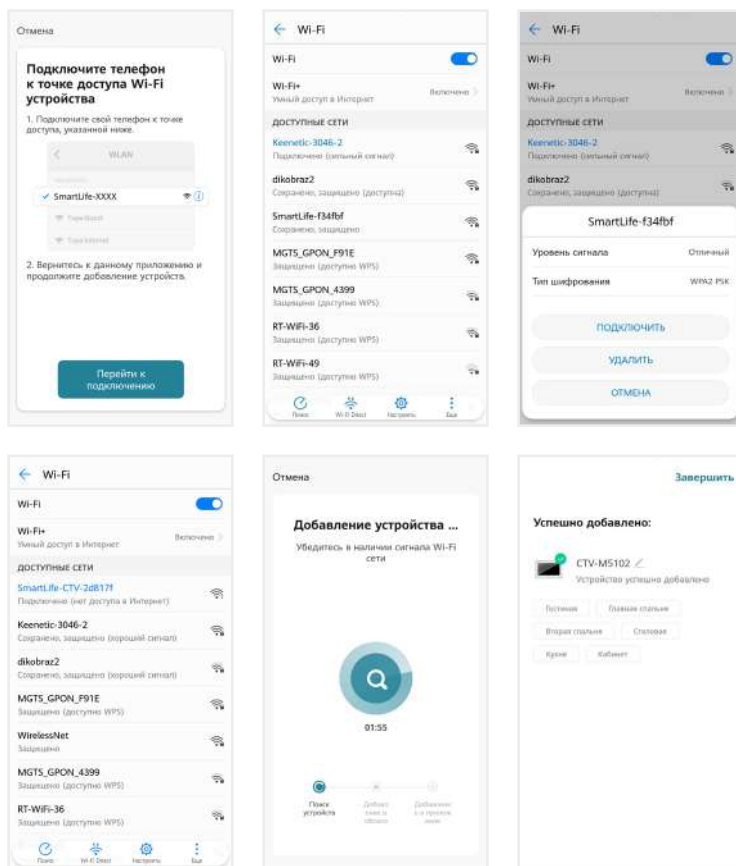 Отмена
Подключите телефон
к точке доступа Wi-Fi
устройства
1. Подключите свой телефон к точке
доступа, указанной ниже.
WLAN
SmartLife-XXXX
2. Вернитесь к данному приложению и
продолжите добавление устройств.
Перейти к
подключению
Wi-Fi
Wi-Fi
Wi-Fi+
Умный доступ в Интернет
Включено
ДОСТУПНЫЕ СЕТИ
Keenetic-3046-2
Подключено (сильный сигнал)
dikobraz2
Сохранено, защищено (доступна)
SmartLife-f34fbf
Сохранено, защищено
MGTS_GPON_F91E
Защищено (доступно WPS)
MGTS_GPON_4399
Защищено (доступно WPS)
RT-WiFi-36
Защищено (доступно WPS)
RT-WiFi-49
Защищено (доступно WPS)
Поиск Wi-Fi Direct Настроить Еще
Wi-Fi
Wi-Fi
Wi-Fi+
Умный доступ в Интернет
Включено
ДОСТУПНЫЕ СЕТИ
Keenetic-3046-2
Подключено (сильный сигнал)
dikobraz2
Сохранено, защищено (доступна)
SmartLife-f34fbf
Уровень сигнала Отличный
Тип шифрования WPA2 PSK
ПОДКЛЮЧИТЬ
УДАЛИТЬ
ОТМЕНА
Wi-Fi
Wi-Fi
Wi-Fi+
Умный доступ в Интернет
Включено
ДОСТУПНЫЕ СЕТИ
SmartLife-CTV-2d817f
Подключено (нет доступа в Интернет)
Keenetic-3046-2
Сохранено, защищено (хороший сигнал)
dikobraz2
Сохранено, защищено (хороший сигнал)
MGTS_GPON_F91E
Защищено (доступно WPS)
WirelessNet
Защищено
MGTS_GPON_4399
Защищено (доступно WPS)
RT-WiFi-36
Защищено (доступно WPS)
Поиск Wi-Fi Direct Настроить Еще
Отмена
Добавление устройства ...
Убедитесь в наличии сигнала Wi-Fi
сети
01:55
Поиск
устройств
Завершить
Успешно добавлено:
CTV-M5102
Устройство успешно добавлено
Гостиная Главная спальня
Вторая спальня Столовая
Кухня Кабинет